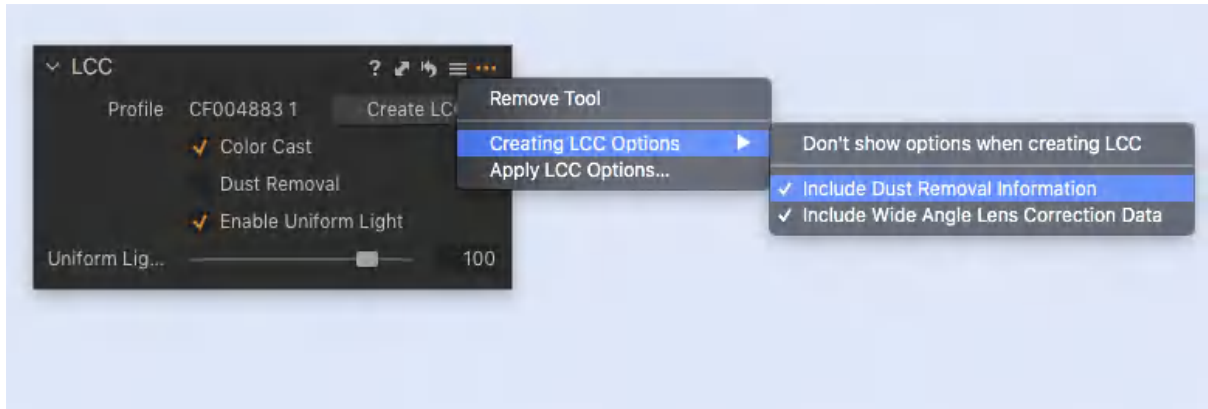 LCC ?
Profile CF004883 1 Create LC
Color Cast
Dust Removal
Enable Uniform Light
Uniform Lig... 100
Remove Tool
Creating LCC Options
Apply LCC Options...
Don't show options when creating LCC
✓ Include Dust Removal Information
✓ Include Wide Angle Lens Correction Data